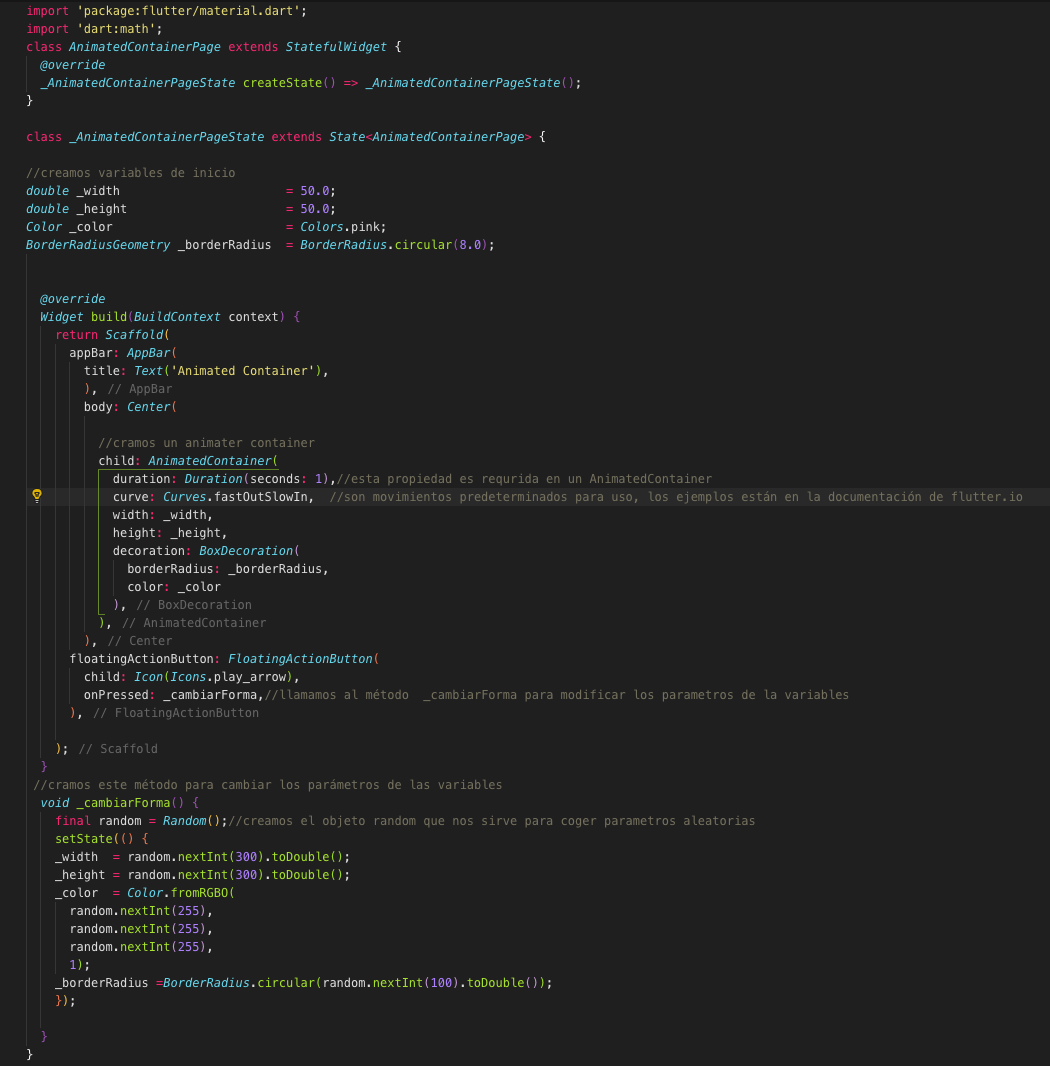 import 'package:flutter/material.dart';
import 'dart:math';
class AnimatedContainerPage extends StatefulWidget {
  @override
  _AnimatedContainerPageState createState() => _AnimatedContainerPageState();
}

class _AnimatedContainerPageState extends State<AnimatedContainerPage> {

//creamos variables de inicio
double _width                       = 50.0;
double _height                      = 50.0;
Color _color                        = Colors.pink;
BorderRadiusGeometry _borderRadius  = BorderRadius.circular(8.0);


  @override
  Widget build(BuildContext context) {
    return Scaffold(
      appBar: AppBar(
        title: Text('Animated Container'),
        ), // AppBar
        body: Center(

          //cramos un animater container
          child: AnimatedContainer(
            duration: Duration(seconds: 1),//esta propiedad es requrida en un AnimatedContainer
            curve: Curves.fastOutSlowIn,  //son movimientos predeterminados para uso, los ejemplos están en la documentación de flutter.io
            width: _width,
            height: _height,
            decoration: BoxDecoration(
              borderRadius: _borderRadius,
              color: _color
            ), // BoxDecoration
          ), // AnimatedContainer
        ), // Center
      floatingActionButton: FloatingActionButton(
        child: Icon(Icons.play_arrow),
        onPressed: _cambiarForma,//llamamos al método  _cambiarForma para modificar los parametros de la variables
      ), // FloatingActionButton

    ); // Scaffold
  }
 //cramos este método para cambiar los parámetros de las variables
  void _cambiarForma() {
    final random = Random();//creamos el objeto random que nos sirve para coger parametros aleatorias
    setState(() {
    _width  = random.nextInt(300).toDouble();
    _height = random.nextInt(300).toDouble();
    _color  = Color.fromRGBO(
      random.nextInt(255),
      random.nextInt(255),
      random.nextInt(255),
      1);
    _borderRadius =BorderRadius.circular(random.nextInt(100).toDouble());
    });

  }
}